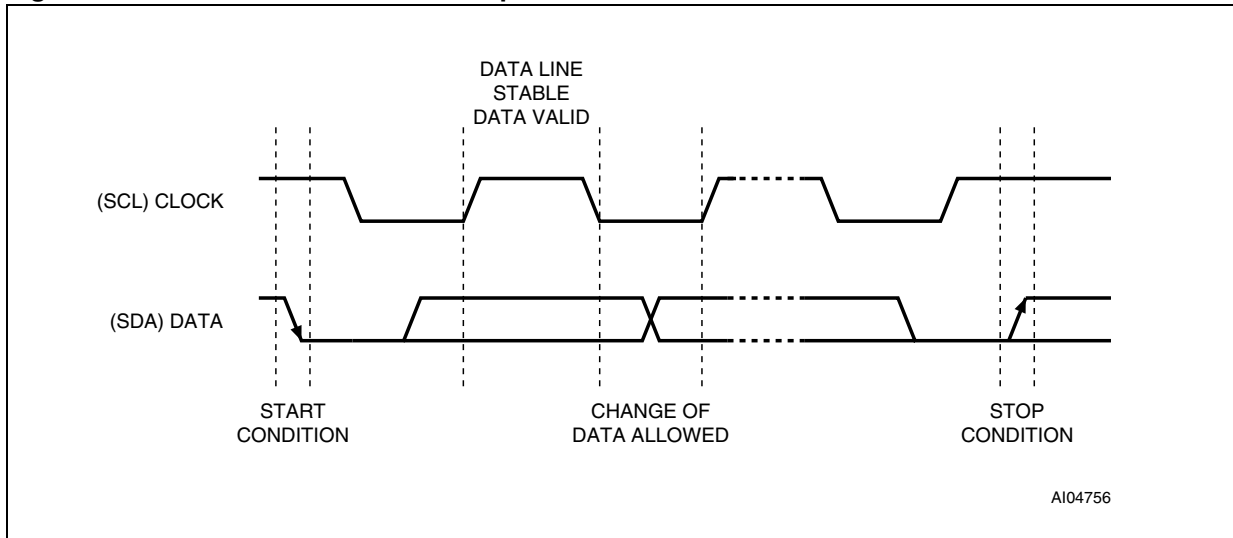 DATA LINE
STABLE
DATA VALID
(SCL) CLOCK
(SDA) DATA
START
CONDITION
CHANGE OF
DATA ALLOWED
STOP
CONDITION
AI04756